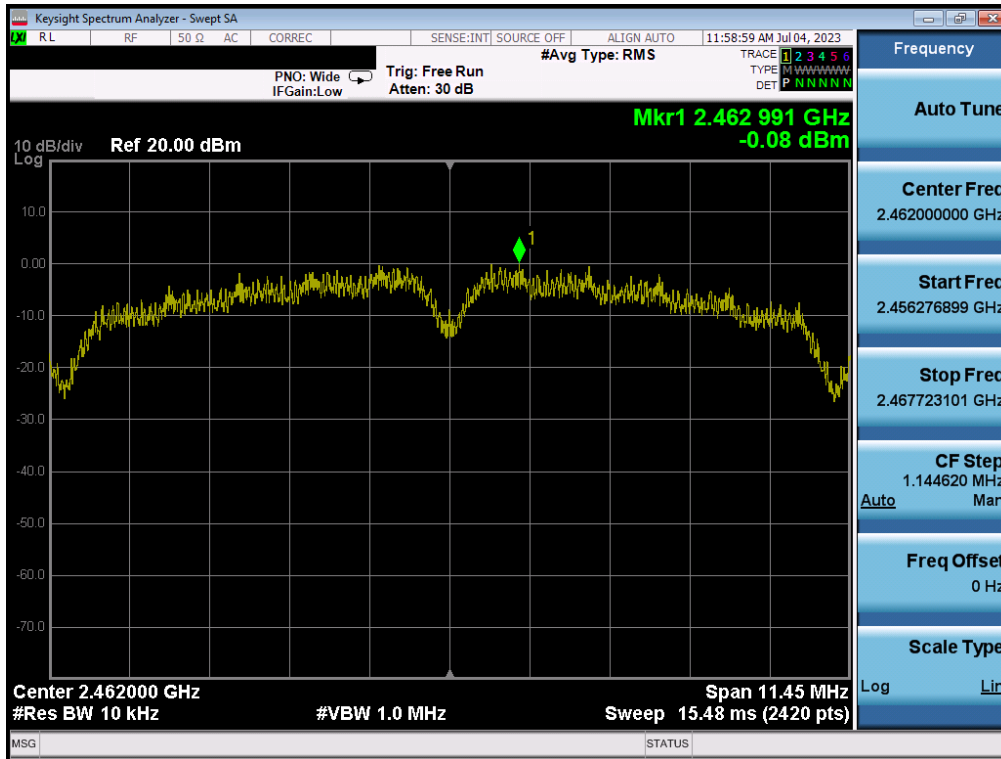 Keysight Spectrum Analyzer - Swept SA
LXI RL RF 50 Ω AC CORREC SENSE:INT SOURCE OFF ALIGN AUTO 11:58:59 AM Jul 04, 2023
#Avg Type: RMS
TRACE 1 2 3 4 5 6
TYPE M WWWWW
DET P N N N N N
PNO: Wide
IFGain:Low
Trig: Free Run
Atten: 30 dB
Mkr1 2.462 991 GHz
-0.08 dBm
10 dB/div
Log
Ref 20.00 dBm
1
10.0
0.00
-10.0
-20.0
-30.0
-40.0
-50.0
-60.0
-70.0
Center 2.462000 GHz
Span 11.45 MHz
#Res BW 10 kHz
#VBW 1.0 MHz
Sweep 15.48 ms (2420 pts)
MSG
STATUS
Frequency
Auto Tune
Center Freq
2.462000000 GHz
Start Freq
2.456276899 GHz
Stop Freq
2.467723101 GHz
CF Step
1.144620 MHz
Auto Man
Freq Offset
0 Hz
Scale Type
Log Lin